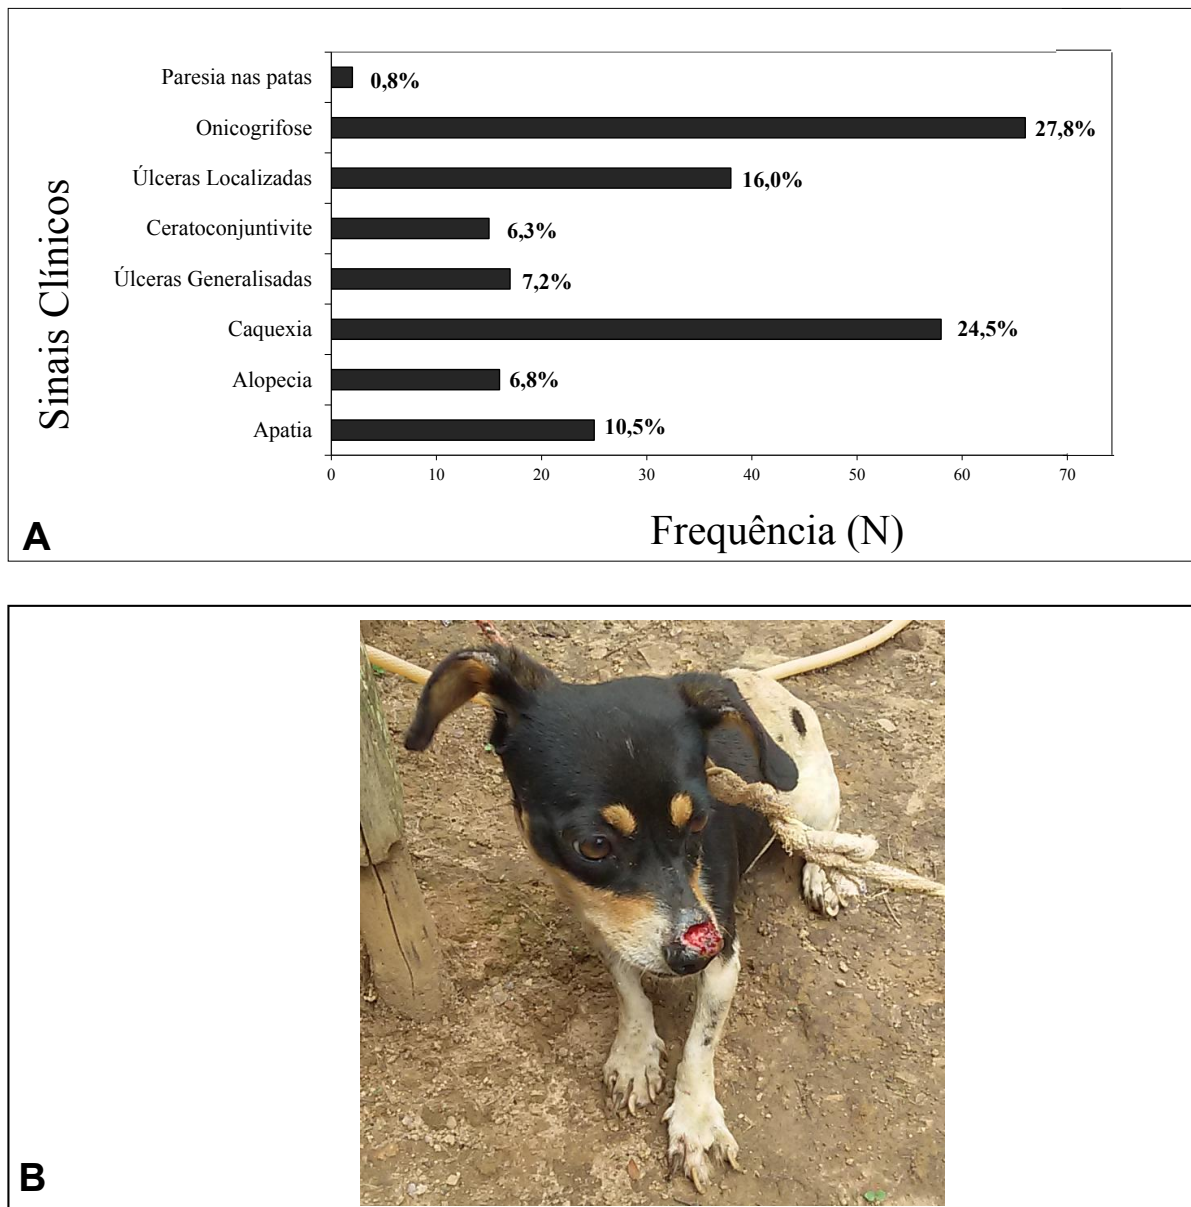 Paresia nas patas 0,8%
Onicogrifose 27,8%
Úlceras Localizadas 16,0%
Ceratoconjuntivite 6,3%
Úlceras Generalisadas 7,2%
Caquexia 24,5%
Alopecia 6,8%
Apatia 10,5%
Sinais Clínicos
0 10 20 30 40 50 60 70
Frequência (N)
A
B